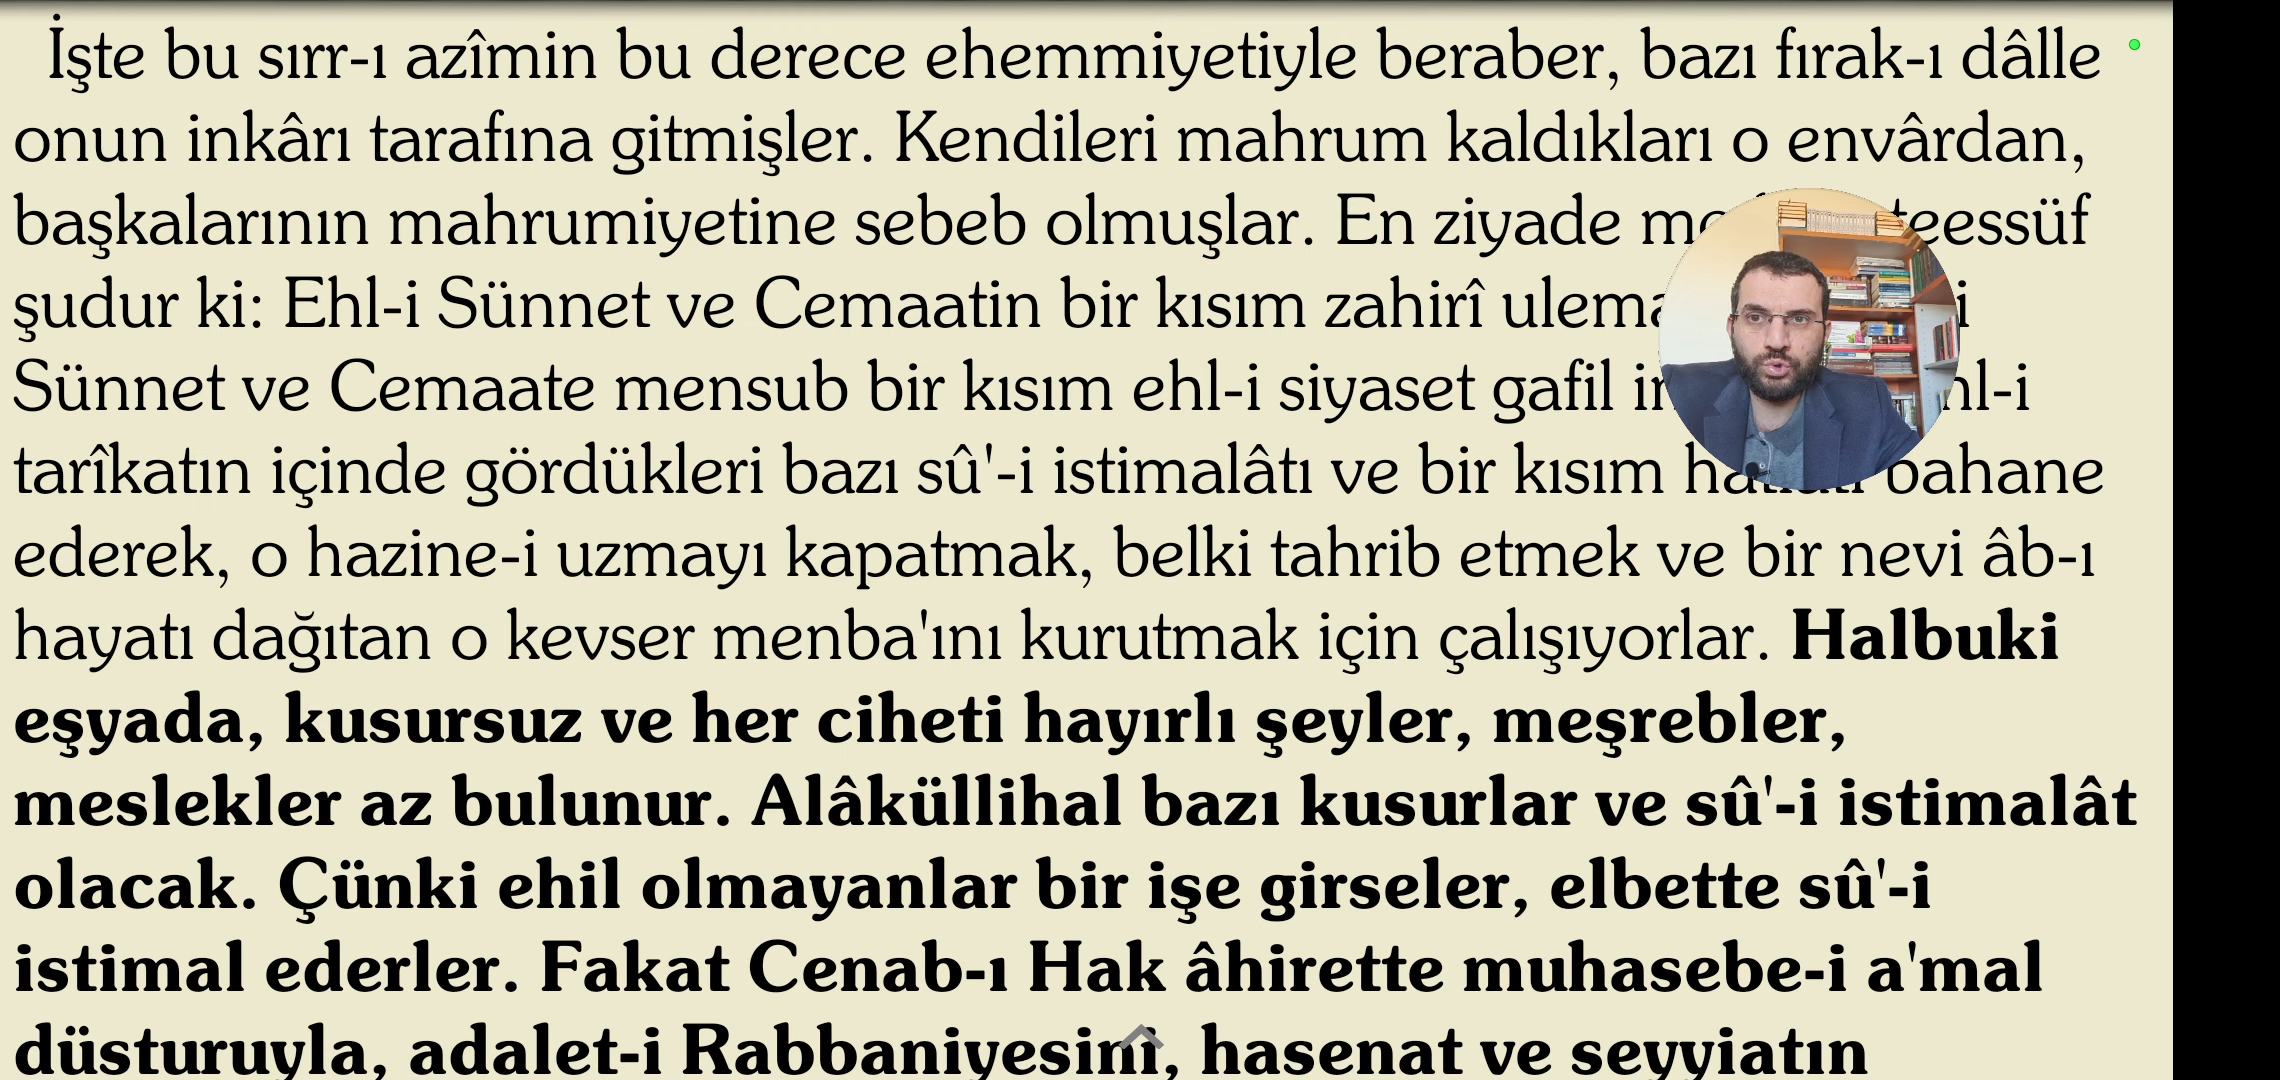 İşte bu sırr-ı azîmin bu derece ehemmiyetiyle beraber, bazı fırak-ı dâlle
onun inkârı tarafına gitmişler. Kendileri mahrum kaldıkları o envârdan,
başkalarının mahrumiyetine sebeb olmuşlar. En ziyade teessüf
şudur ki: Ehl-i Sünnet ve Cemaatin bir kısım zahirî
Sünnet ve Cemaate mensub bir kısım ehl-i siyaset gafil
tarîkatın içinde gördükleri bazı sû'-i istimalâtı ve bir kısım bahane
ederek, o hazine-i uzmayı kapatmak, belki tahrib etmek ve bir nevi âb-ı
hayatı dağıtan o kevser menba'ını kurutmak için çalışıyorlar. Halbuki
eşyada, kusursuz ve her ciheti hayırlı şeyler, meşrebler,
meslekler az bulunur. Alâküllihal bazı kusurlar ve sû'-i istimalât
olacak. Çünki ehil olmayanlar bir işe girseler, elbette sû'-i
istimal ederler. Fakat Cenab-ı Hak âhirette muhasebe-i a'mal
düsturuyla, adalet-i Rabbaniyesini, hasenat ve seyyiatın